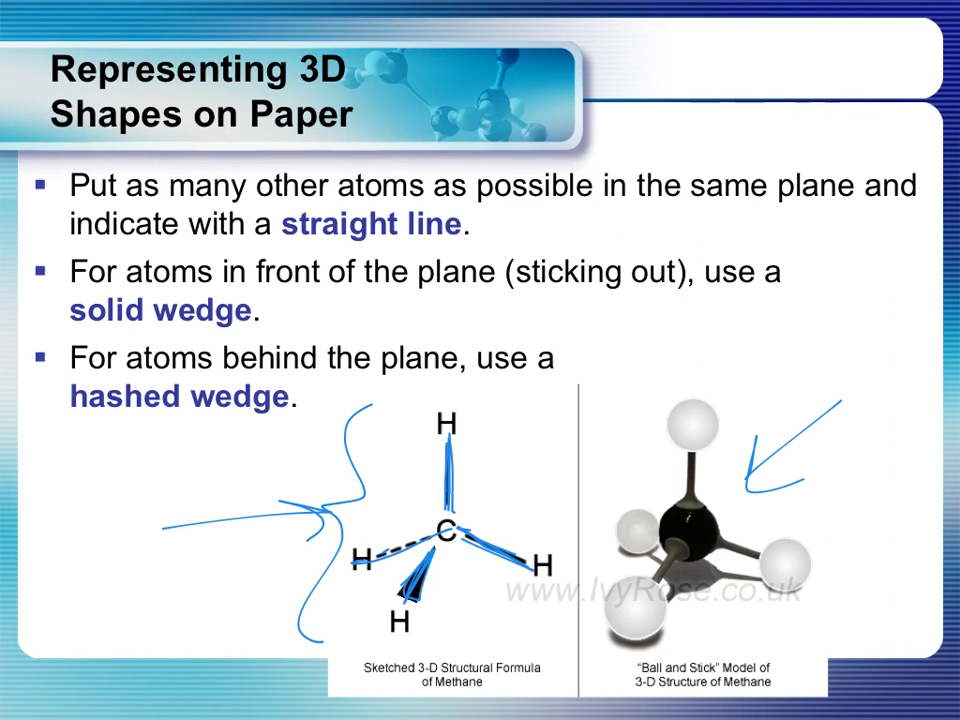 Representing 3D
Shapes on Paper
▪ Put as many other atoms as possible in the same plane and
indicate with a straight line.
▪ For atoms in front of the plane (sticking out), use a
solid wedge.
▪ For atoms behind the plane, use a
hashed wedge.
H
C
H
H
H
www.IvyRose.co.uk
Sketched 3-D Structural Formula
of Methane
"Ball and Stick" Model of
3-D Structure of Methane